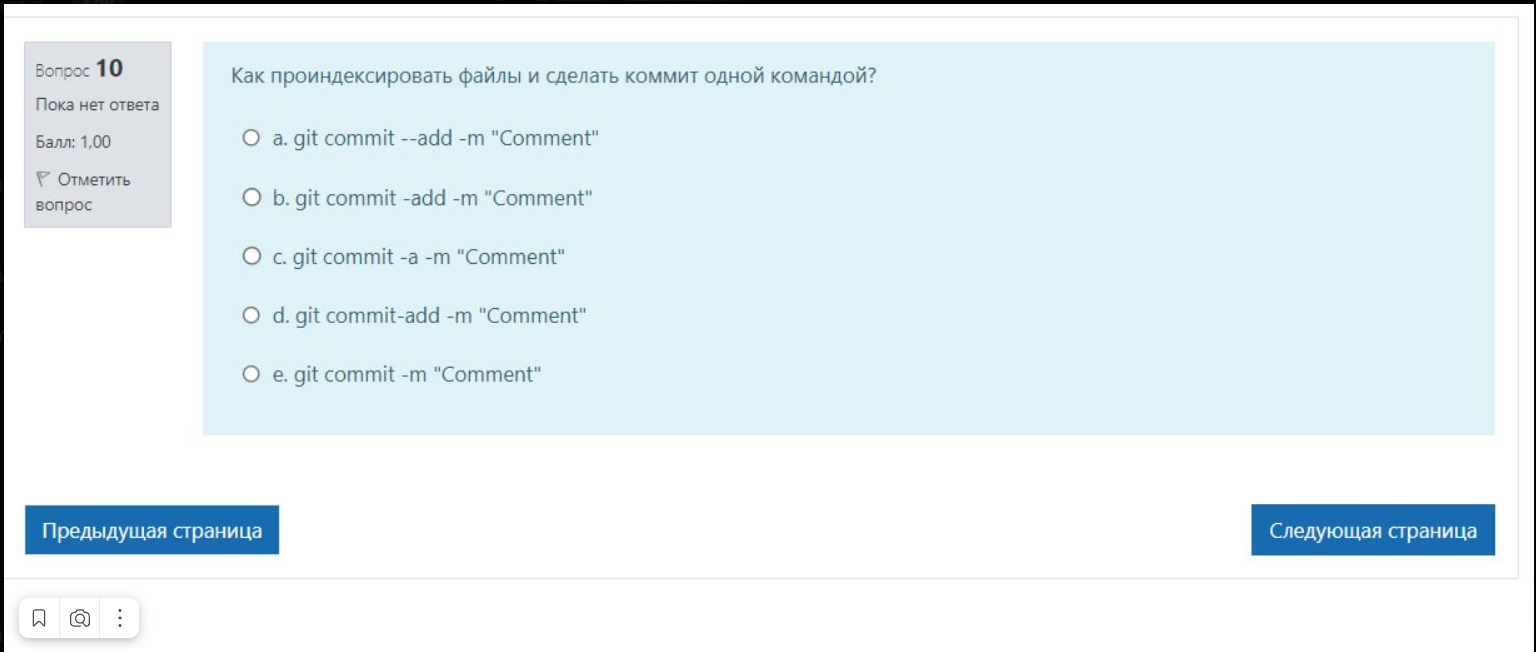 Вопрос 10
Пока нет ответа
Балл: 1,00
Отметить
вопрос
Как проиндексировать файлы и сделать коммит одной командой?
a. git commit --add -m "Comment"
b. git commit -add -m "Comment"
c. git commit -a -m "Comment"
d. git commit-add -m "Comment"
e. git commit -m "Comment"
Предыдущая страница
Следующая страница